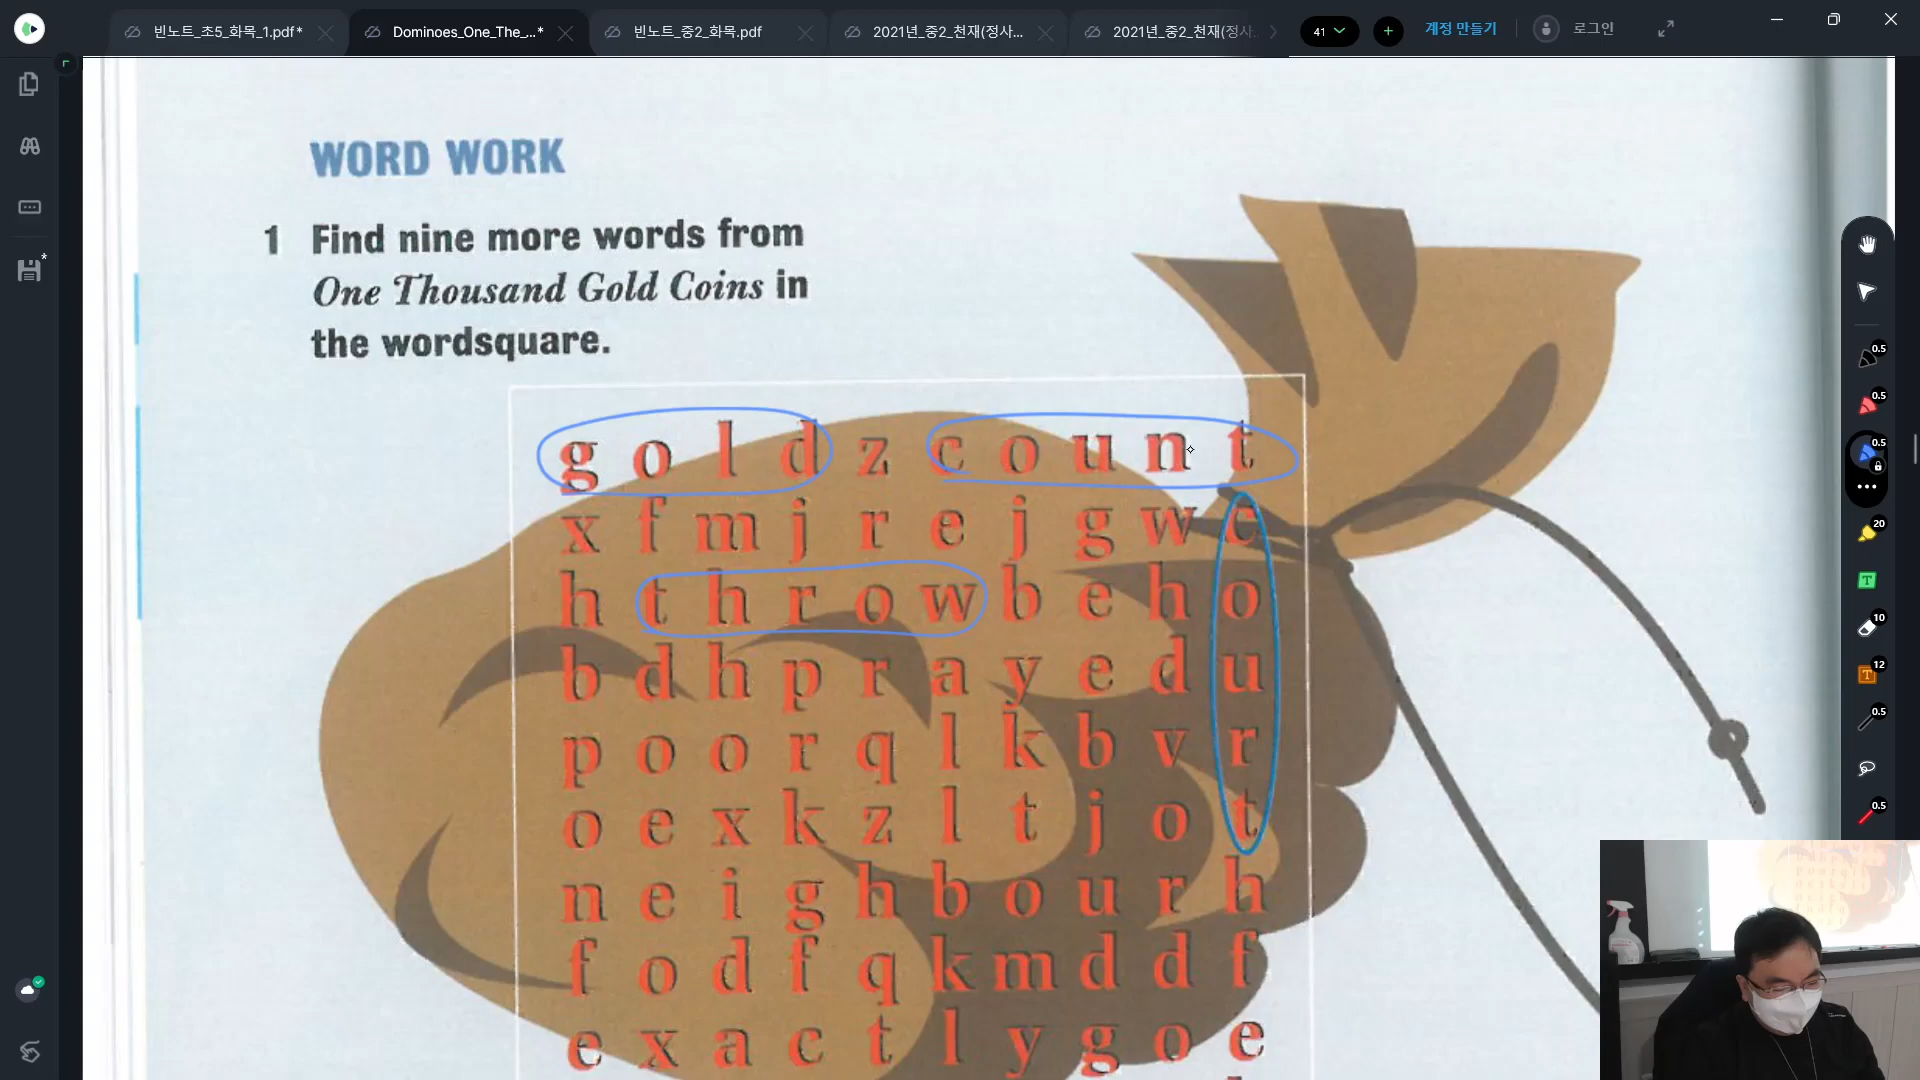 빈노트_초5_화목_1.pdf*
Dominoes_One_The_...*
빈노트_중2_화목.pdf
2021년_중2_천재(정사...
2021년_중2_천재(정사
41
계정 만들기
로그인
WORD WORK
1 Find nine more words from
One Thousand Gold Coins in
the wordsquare.
g o l d z c o u n t
x f m j r e j g w c
h t h r o w b e h o
b d h p r a y e d u
p o o r q l k b v r
o e x k z l t j o t
n e i g h b o u r h
f o d f q k m d d f
e x a c t l y g o e
0.5
0.5
0.5
20
T
10
12
T
0.5
0.5